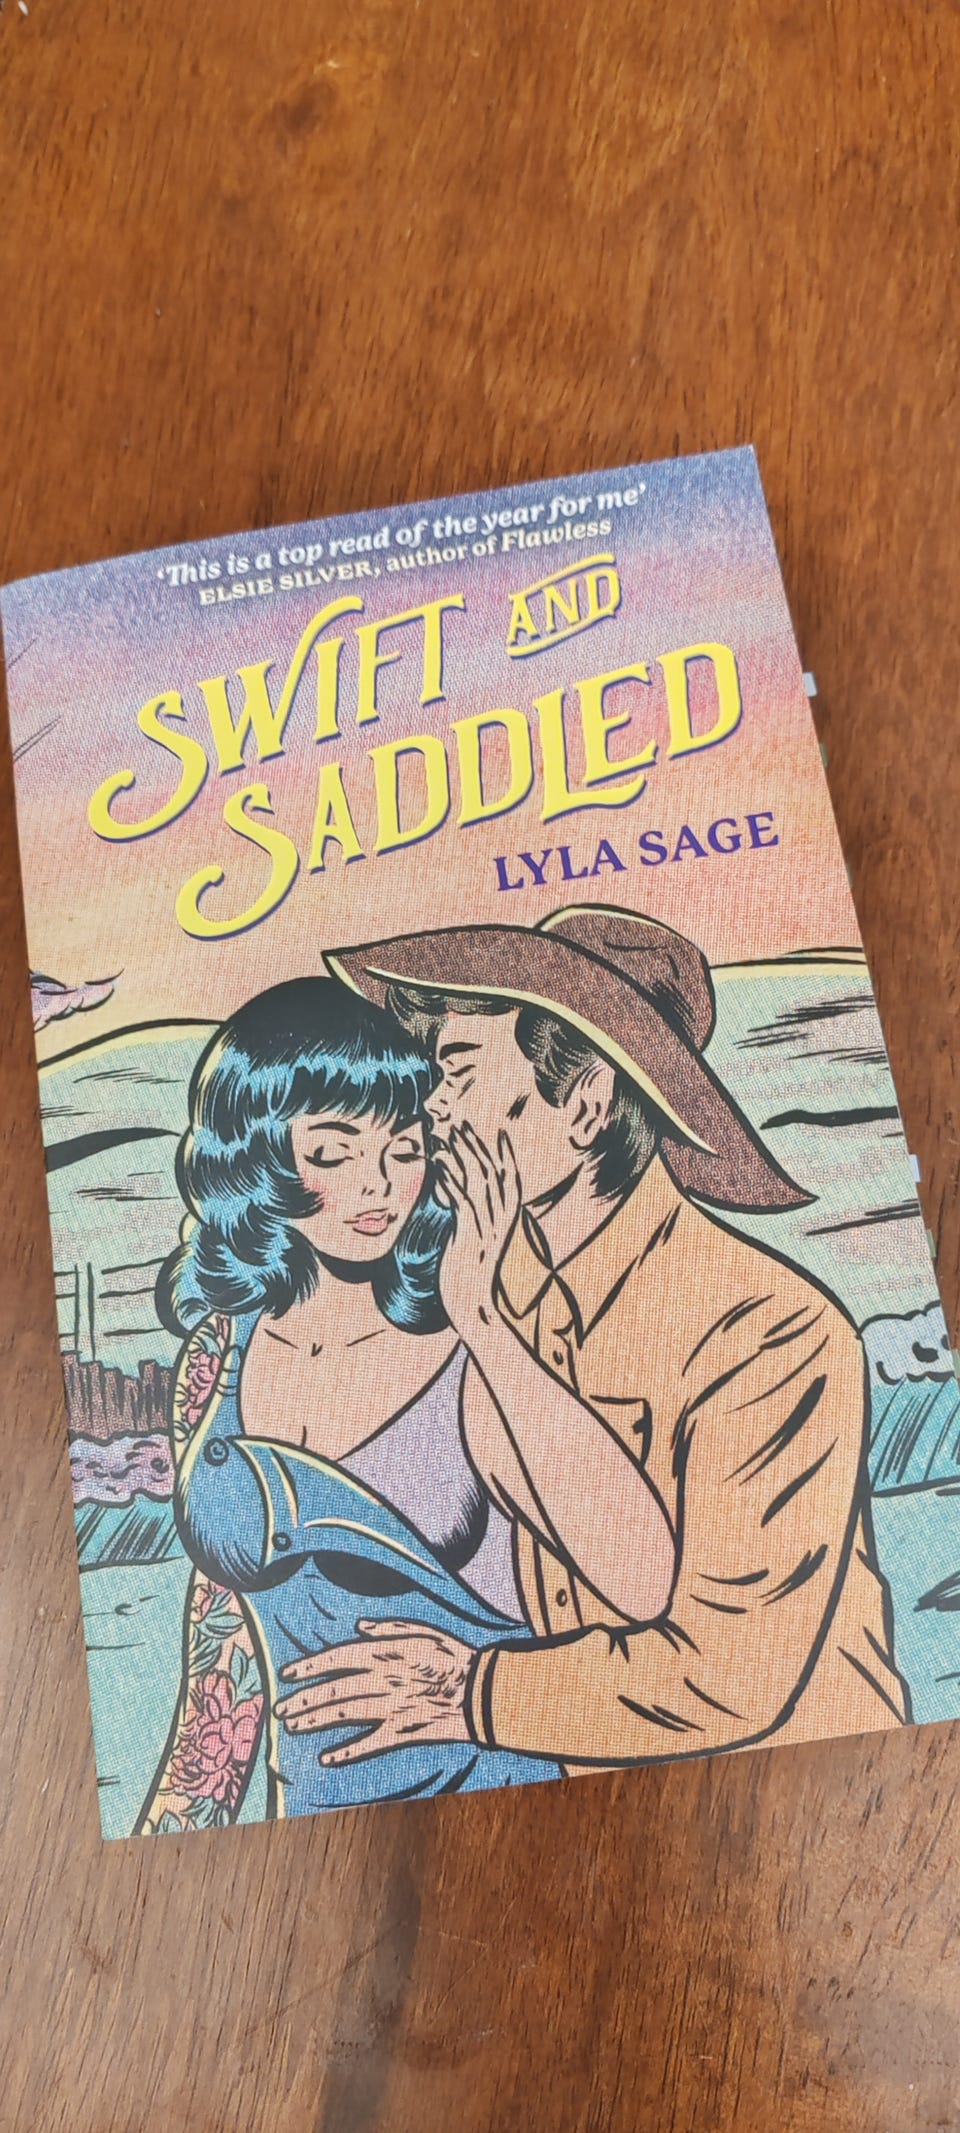 ‘This is a top read of the year for me’
ELSIE SILVER, author of Flawless
SWIFT AND
SADDLED
LYLA SAGE